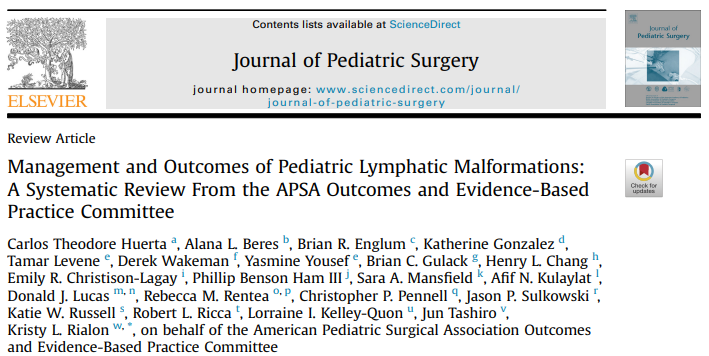 Contents lists available at ScienceDirect
Journal of Pediatric Surgery
journal homepage: www.sciencedirect.com/journal/
journal-of-pediatric-surgery
ELSEVIER
Journal of
Pediatric Surgery
Review Article
Management and Outcomes of Pediatric Lymphatic Malformations:
A Systematic Review From the APSA Outcomes and Evidence-Based
Practice Committee
Check for
updates
Carlos Theodore Huerta a, Alana L. Beres b, Brian R. Englum c, Katherine Gonzalez d,
Tamar Levene e, Derek Wakeman f, Yasmine Yousef e, Brian C. Gulack g, Henry L. Chang h,
Emily R. Christison-Lagay i, Phillip Benson Ham III j, Sara A. Mansfield k, Afif N. Kulaylat l,
Donald J. Lucas m, n, Rebecca M. Rentea o, p, Christopher P. Pennell q, Jason P. Sulkowski r,
Katie W. Russell s, Robert L. Ricca t, Lorraine I. Kelley-Quon u, Jun Tashiro v,
Kristy L. Rialon w, *, on behalf of the American Pediatric Surgical Association Outcomes
and Evidence-Based Practice Committee